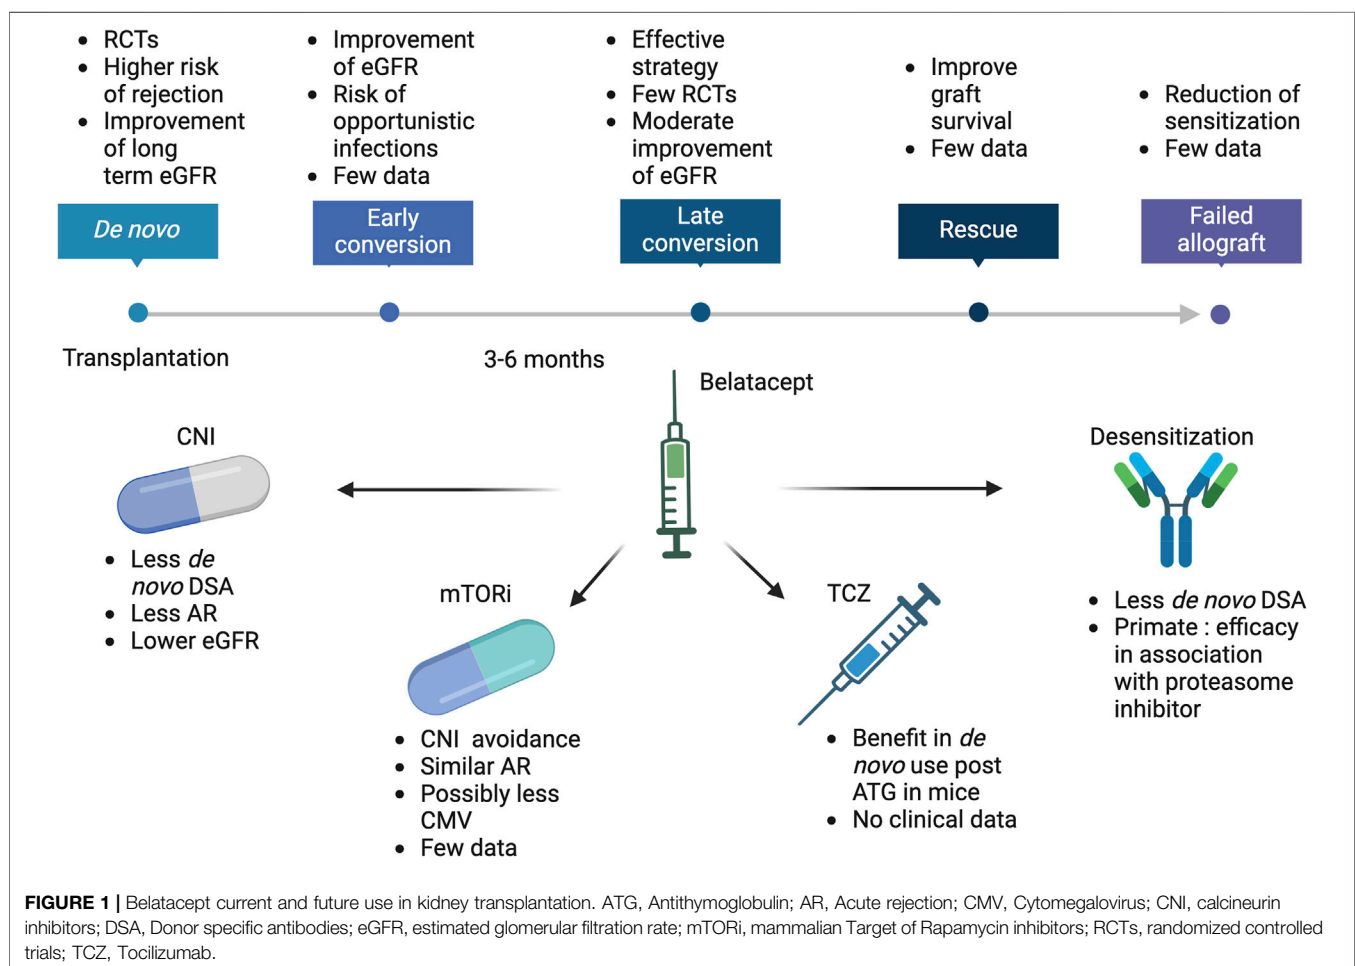 • RCTs
• Higher risk
of rejection
• Improvement
of long
term eGFR
• Improvement
of eGFR
• Risk of
opportunistic
infections
• Few data
• Effective
strategy
• Few RCTs
• Moderate
improvement
of eGFR
• Improve
graft
survival
• Few data
• Reduction of
sensitization
• Few data
De novo
Early
conversion
Late
conversion
Rescue
Failed
allograft
Transplantation
3-6 months
Belatacept
CNI
• Less de
novo DSA
• Less AR
• Lower eGFR
mTORi
• CNI avoidance
• Similar AR
• Possibly less
CMV
• Few data
TCZ
• Benefit in de
novo use post
ATG in mice
• No clinical data
Desensitization
• Less de novo DSA
• Primate : efficacy
in association
with proteasome
inhibitor
FIGURE 1 | Belatacept current and future use in kidney transplantation. ATG, Antithymoglobulin; AR, Acute rejection; CMV, Cytomegalovirus; CNI, calcineurin
inhibitors; DSA, Donor specific antibodies; eGFR, estimated glomerular filtration rate; mTORi, mammalian Target of Rapamycin inhibitors; RCTs, randomized controlled
trials; TCZ, Tocilizumab.